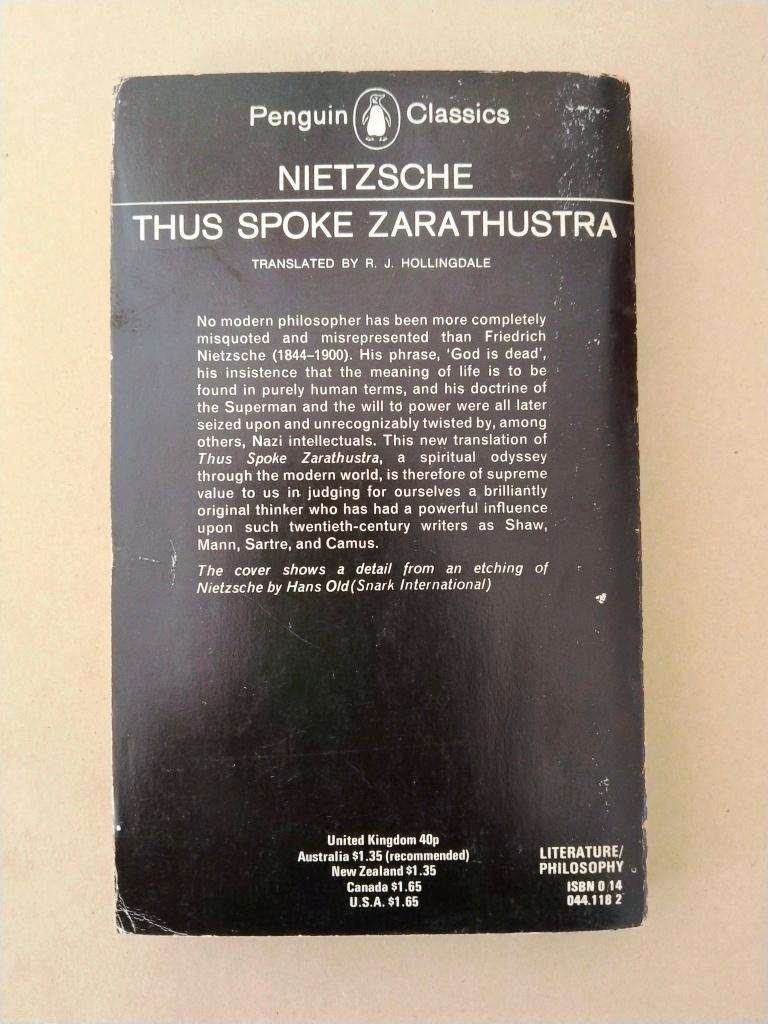 Penguin Classics
NIETZSCHE
THUS SPOKE ZARATHUSTRA
TRANSLATED BY R. J. HOLLINGDALE
No modern philosopher has been more completely
misquoted and misrepresented than Friedrich
Nietzsche (1844–1900). His phrase, 'God is dead',
his insistence that the meaning of life is to be
found in purely human terms, and his doctrine of
the Superman and the will to power were all later
seized upon and unrecognizably twisted by, among
others, Nazi intellectuals. This new translation of
Thus Spoke Zarathustra, a spiritual odyssey
through the modern world, is therefore of supreme
value to us in judging for ourselves a brilliantly
original thinker who has had a powerful influence
upon such twentieth-century writers as Shaw,
Mann, Sartre, and Camus.
The cover shows a detail from an etching of
Nietzsche by Hans Old (Snark International)
United Kingdom 40p
Australia $1.35 (recommended)
New Zealand $1.35
Canada $1.65
U.S.A. $1.65
LITERATURE/
PHILOSOPHY
ISBN 0 14
044.118 2